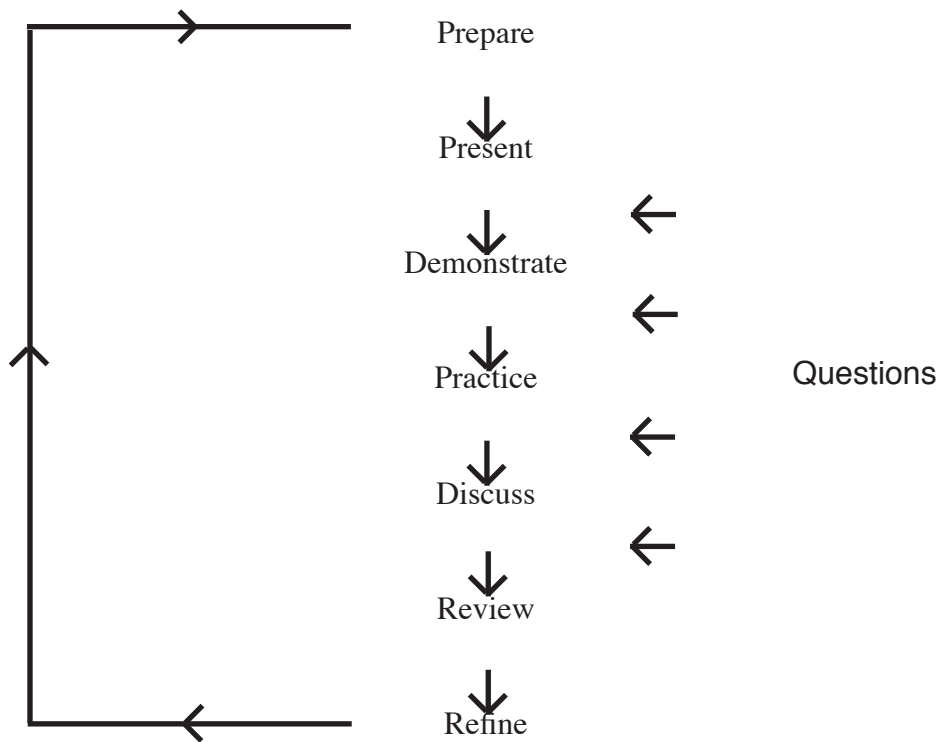 Prepare
Present
Demonstrate
Practice
Questions
Discuss
Review
Refine